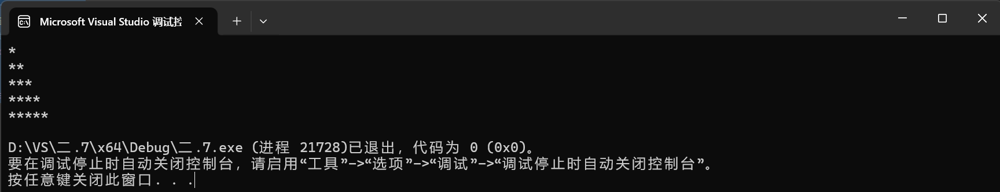 Microsoft Visual Studio 调试控
*
**
***
****
*****
D:\VS\二.7\x64\Debug\二.7.exe (进程 21728)已退出，代码为 0 (0x0)。
要在调试停止时自动关闭控制台，请启用“工具”->“选项”->“调试”->“调试停止时自动关闭控制台”。
按任意键关闭此窗口. . .